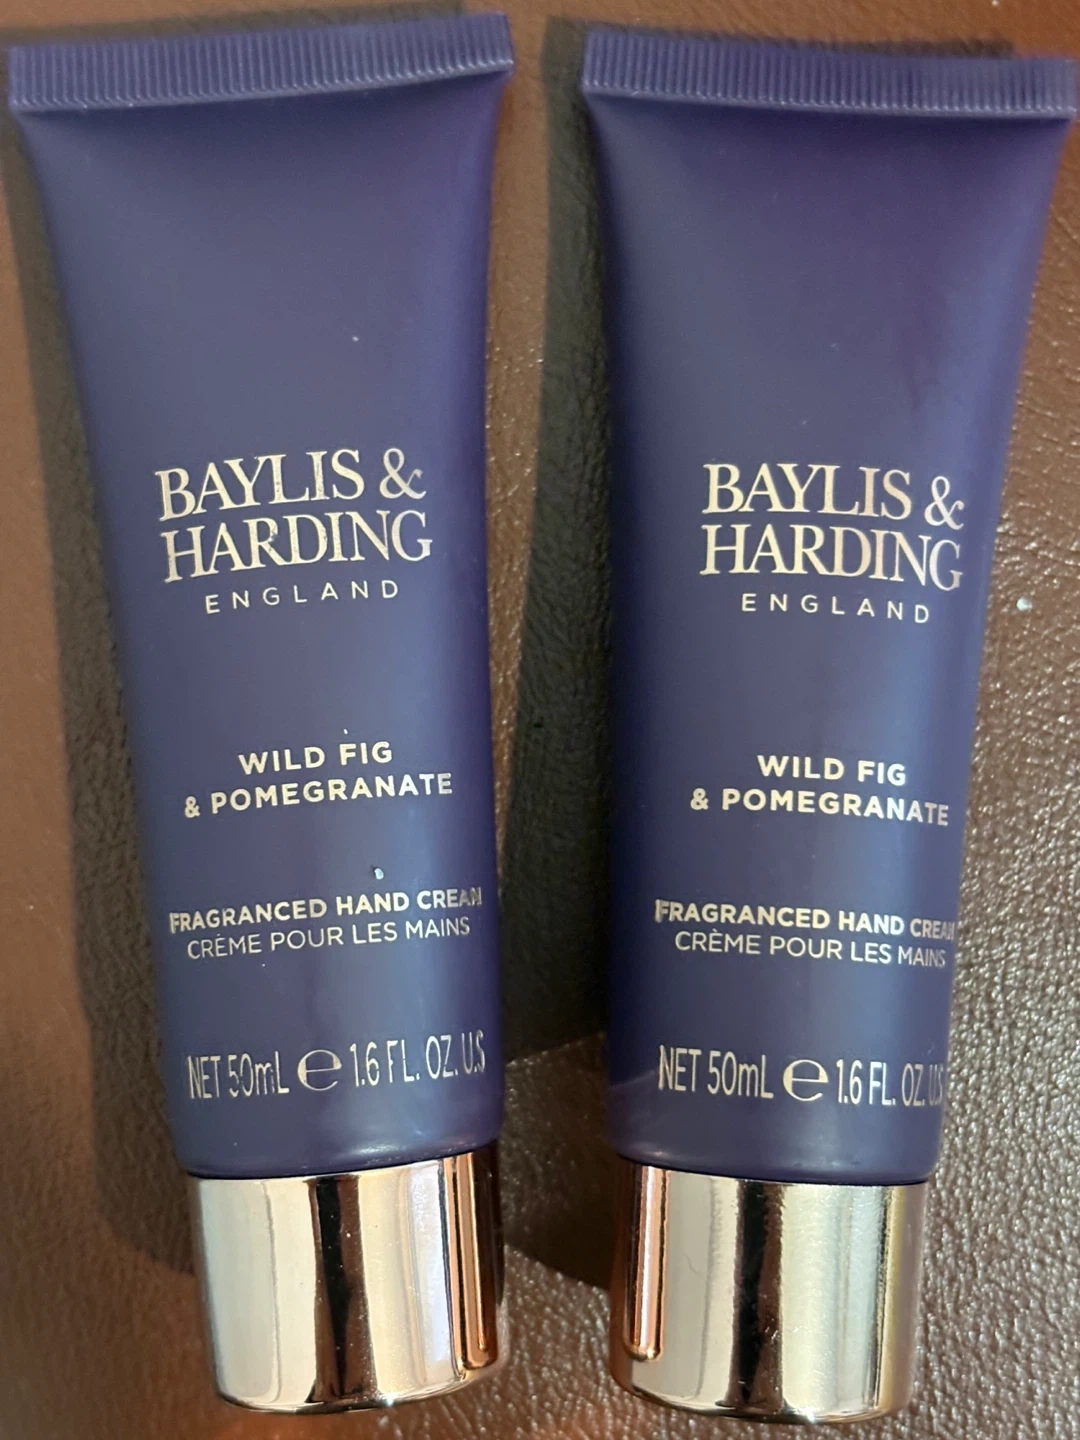 BAYLIS &
HARDING
ENGLAND
WILD FIG
& POMEGRANATE
FRAGRANCED HAND CREAM
CRÈME POUR LES MAINS
NET 50mL ℮ 1.6 FL. OZ. U.S
BAYLIS &
HARDING
ENGLAND
WILD FIG
& POMEGRANATE
FRAGRANCED HAND CREAM
CRÈME POUR LES MAINS
NET 50mL ℮ 1.6 FL. OZ. U.S